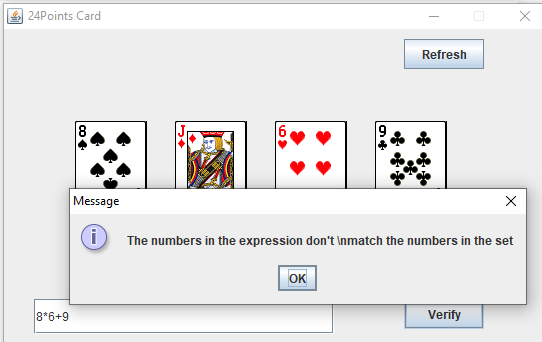 24Points Card
Refresh
8 J 6 9
Message
The numbers in the expression don't \nmatch the numbers in the set
OK
8*6+9
Verify